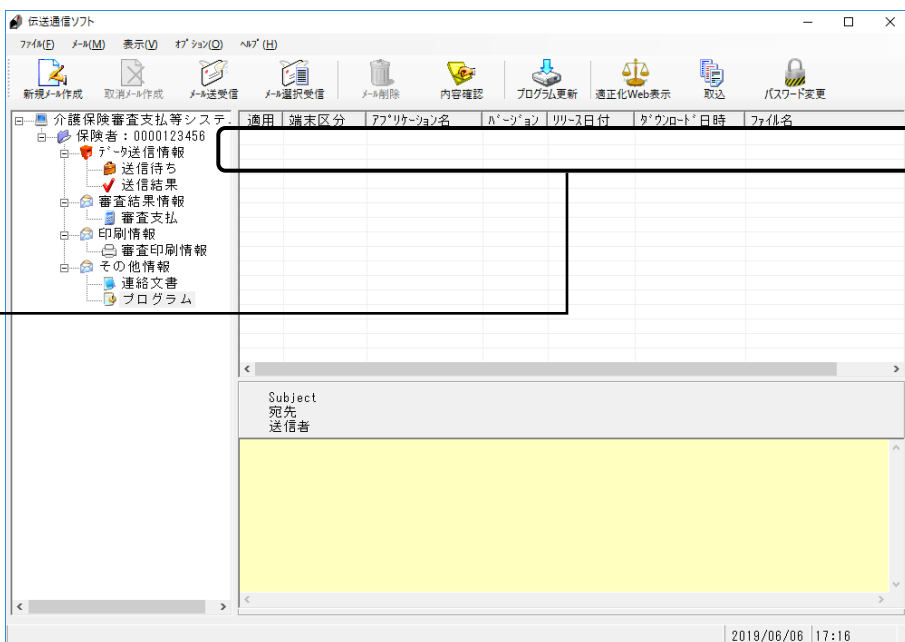 伝送通信ソフト
ﾌｧｲﾙ(F) ﾒｰﾙ(M) 表示(V) ｵﾌﾟｼｮﾝ(O) ﾍﾙﾌﾟ(H)
新規ﾒｰﾙ作成 取消ﾒｰﾙ作成 ﾒｰﾙ送受信 ﾒｰﾙ選択受信 ﾒｰﾙ削除 内容確認 プログラム更新 適正化Web表示 取込 パスワード変更
介護保険審査支払等システ.
適用 端末区分 ｱﾌﾟﾘｹｰｼｮﾝ名 ﾊﾞｰｼﾞｮﾝ ﾘﾘｰｽ日付 ﾀﾞｳﾝﾛｰﾄﾞ日時 ﾌｧｲﾙ名
保険者：0000123456
ﾃﾞｰﾀ送信情報
送信待ち
送信結果
審査結果情報
審査支払
印刷情報
審査印刷情報
その他情報
連絡文書
プログラム
Subject
宛先
送信者
2019/06/06 17:16